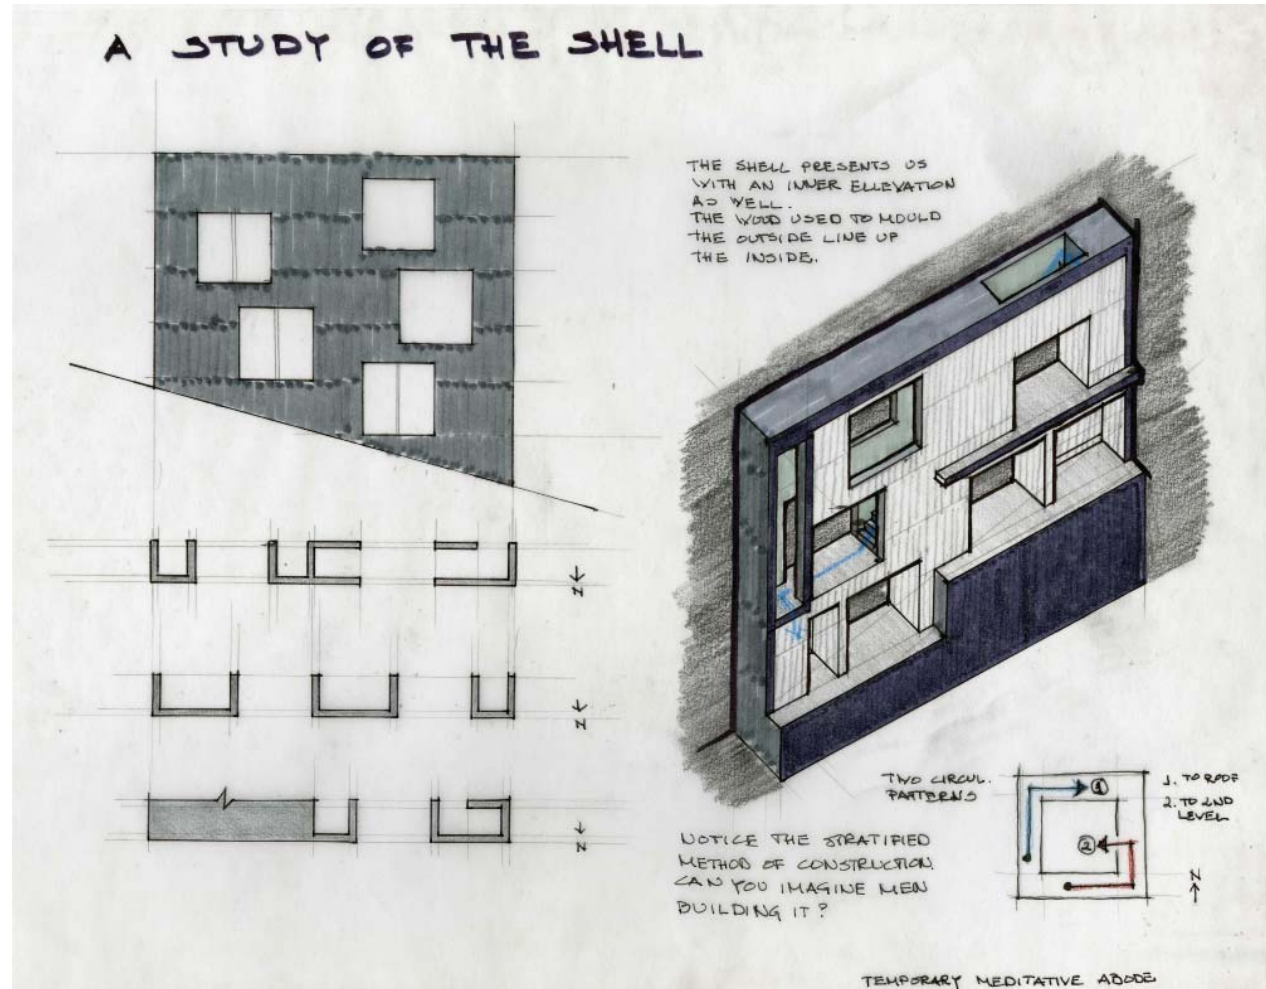 A STUDY OF THE SHELL
THE SHELL PRESENTS US
WITH AN INNER ELLEVATION
AS WELL.
THE WOOD USED TO MOULD
THE OUTSIDE LINE UP
THE INSIDE.
N
N
N
TWO CIRCUL.
PATTERNS
1
2
1. TO ROOF
2. TO 2ND
LEVEL
N
NOTICE THE STRATIFIED
METHOD OF CONSTRUCTION.
CAN YOU IMAGINE MEN
BUILDING IT?
TEMPORARY MEDITATIVE ABODE